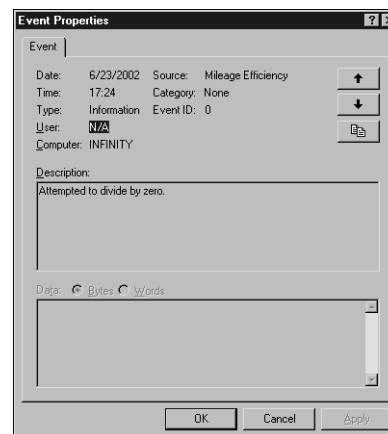 Event Properties
Event
Date: 6/23/2002 Source: Mileage Efficiency
Time: 17:24 Category: None
Type: Information Event ID: 0
User: N/A
Computer: INFINITY
Description:
Attempted to divide by zero.
Data: Bytes Words
OK Cancel Apply